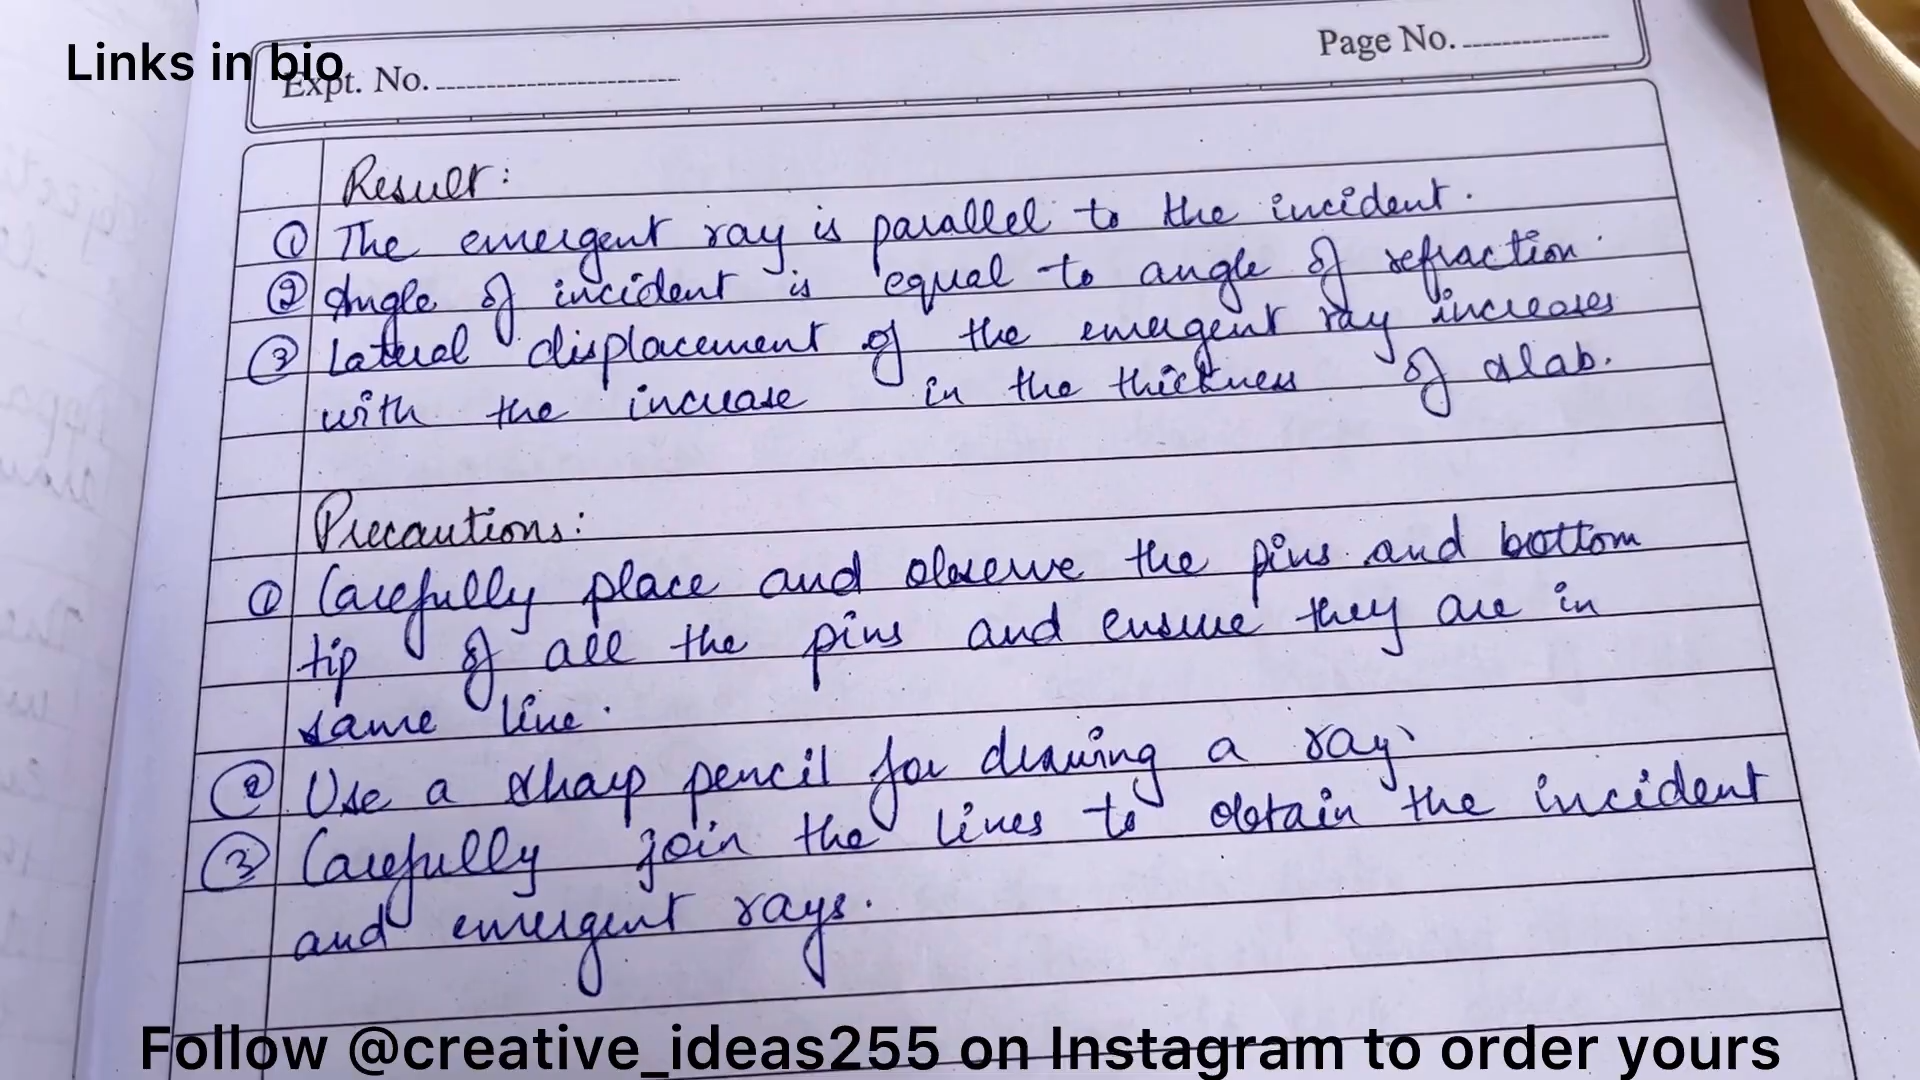 Links in bio
Expt. No.
Page No.
Result:
① The emergent ray is parallel to the incident.
② Angle of incident is equal to angle of refraction.
③ Lateral displacement of the emergent ray increases
with the increase in the thickness of slab.
Precautions:
① Carefully place and observe the pins and bottom
tip of all the pins and ensure they are in
same line.
② Use a sharp pencil for drawing a ray.
③ Carefully join the lines to obtain the incident
and emergent rays.
Follow @creative_ideas255 on Instagram to order yours